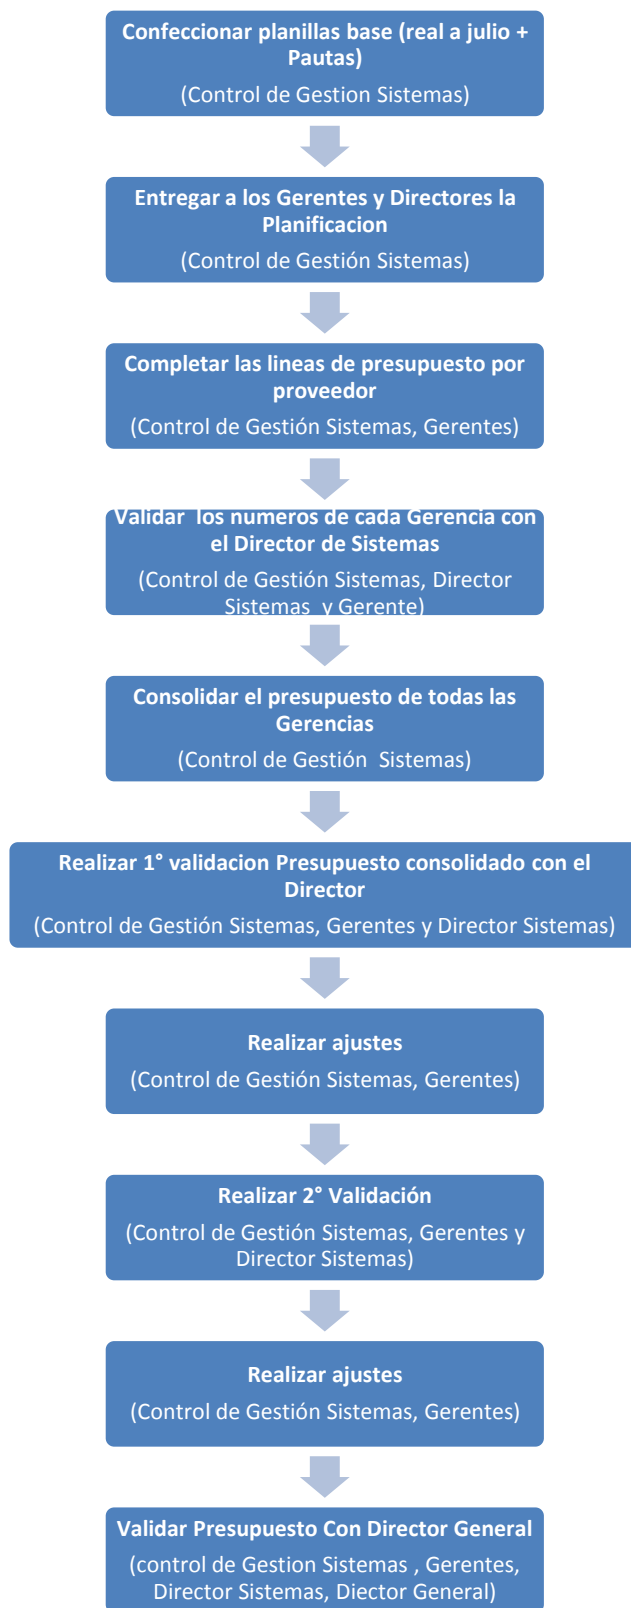 Confeccionar planillas base (real a julio +
Pautas)
(Control de Gestion Sistemas)
Entregar a los Gerentes y Directores la
Planificacion
(Control de Gestión Sistemas)
Completar las lineas de presupuesto por
proveedor
(Control de Gestión Sistemas, Gerentes)
Validar los numeros de cada Gerencia con
el Director de Sistemas
(Control de Gestión Sistemas, Director
Sistemas y Gerente)
Consolidar el presupuesto de todas las
Gerencias
(Control de Gestión Sistemas)
Realizar 1° validacion Presupuesto consolidado con el
Director
(Control de Gestión Sistemas, Gerentes y Director Sistemas)
Realizar ajustes
(Control de Gestión Sistemas, Gerentes)
Realizar 2° Validación
(Control de Gestión Sistemas, Gerentes y
Director Sistemas)
Realizar ajustes
(Control de Gestión Sistemas, Gerentes)
Validar Presupuesto Con Director General
(control de Gestion Sistemas , Gerentes,
Director Sistemas, Diector General)